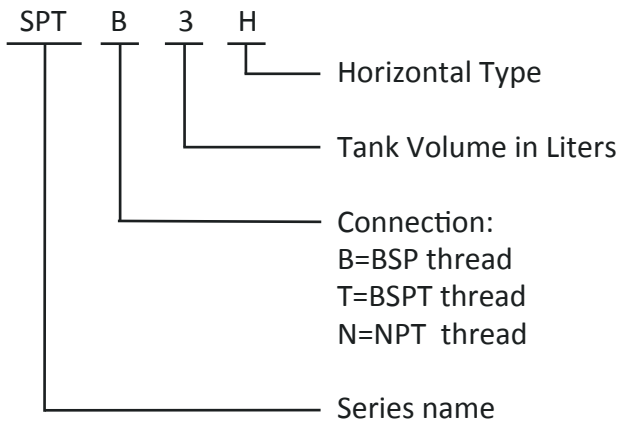 SPT B 3 H
Horizontal Type
Tank Volume in Liters
Connection:
B=BSP thread
T=BSPT thread
N=NPT thread
Series name